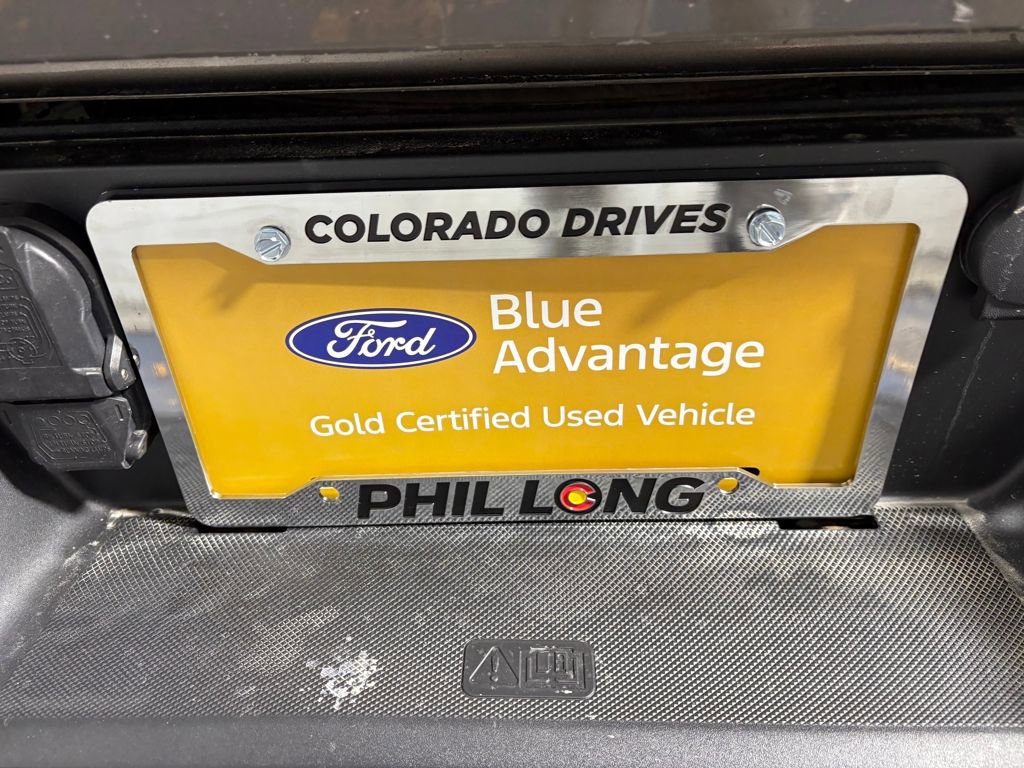 COLORADO DRIVES
Ford
Blue
Advantage
Gold Certified Used Vehicle
PHIL LONG